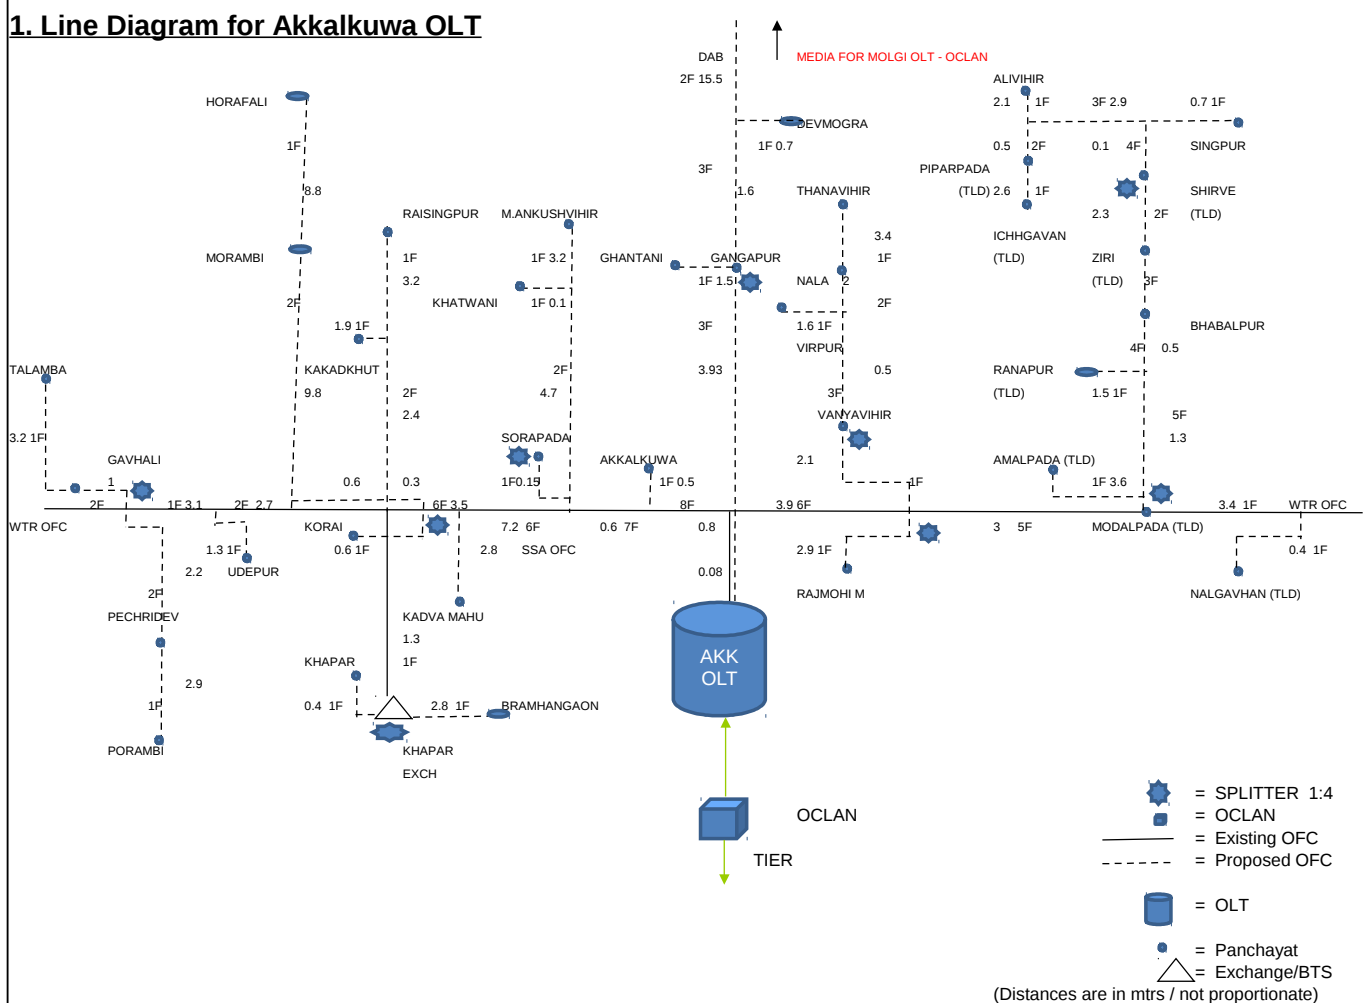 1. Line Diagram for Akkalkuwa OLT
DAB
MEDIA FOR MOLGI OLT - OCLAN
2F 15.5
ALIVIHIR
HORAFALI
2.1 1F
3F 2.9
0.7 1F
DEVMOGRA
1F
1F 0.7
0.5 2F
0.1 4F
SINGPUR
3F
PIPARPADA
(TLD)
8.8
1.6
THANAVIHIR
2.6 1F
SHIRVE
(TLD)
RAISINGPUR
M.ANKUSHVIHIR
2.3
2F
3.4
ICHHGAVAN
(TLD)
MORAMBI
1F
1F 3.2
GHANTANI
GANGAPUR
1F
ZIRI
(TLD)
3.2
1F 1.5
NALA
2
3F
2F
KHATWANI
1F 0.1
2F
1.9 1F
3F
1.6 1F
BHABALPUR
VIRPUR
4F 0.5
TALAMBA
KAKADKHUT
2F
3.93
0.5
RANAPUR
(TLD)
9.8
2F
4.7
3F
1.5 1F
2.4
VANYAVIHIR
5F
3.2 1F
SORAPADA
1.3
GAVHALI
AKKALKUWA
2.1
AMALPADA (TLD)
1
0.6
0.3
1F0.15
1F 0.5
1F
1F 3.6
2F
1F 3.1
2F 2.7
6F 3.5
8F
3.9 6F
3.4 1F
WTR OFC
WTR OFC
KORAI
7.2 6F
0.6 7F
0.8
3 5F
MODALPADA (TLD)
1.3 1F
0.6 1F
2.8
SSA OFC
2.9 1F
0.4 1F
2.2
UDEPUR
0.08
2F
RAJMOHI M
NALGAVHAN (TLD)
PECHRIDEV
KADVA MAHU
1.3
KHAPAR
1F
AKK
OLT
2.9
1F
0.4 1F
2.8 1F
BRAMHANGAON
PORAMBI
KHAPAR
EXCH
= SPLITTER 1:4
OCLAN
= OCLAN
= Existing OFC
TIER
= Proposed OFC
= OLT
= Panchayat
= Exchange/BTS
(Distances are in mtrs / not proportionate)